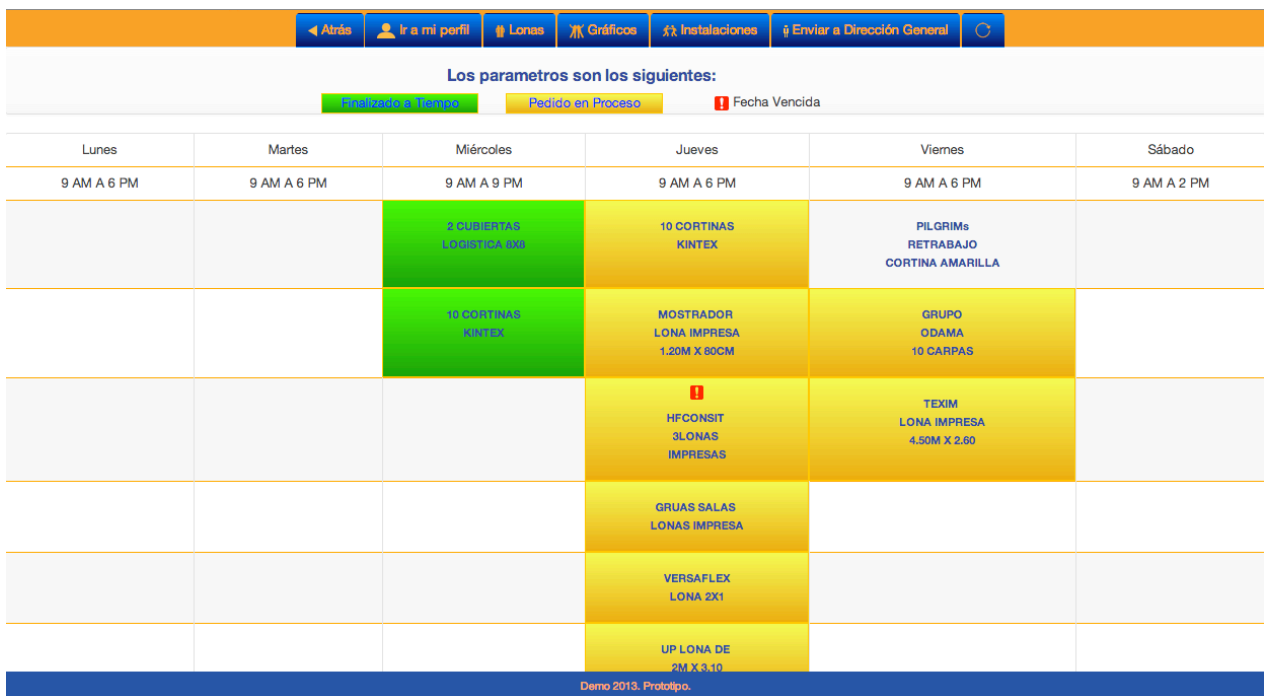 Atrás
Ir a mi perfil
Lonas
Gráficos
Instalaciones
Enviar a Dirección General
Los parametros son los siguientes:
Finalizado a Tiempo
Pedido en Proceso
Fecha Vencida
Lunes
Martes
Miércoles
Jueves
Viernes
Sábado
9 AM A 6 PM
9 AM A 6 PM
9 AM A 9 PM
9 AM A 6 PM
9 AM A 6 PM
9 AM A 2 PM
2 CUBIERTAS
LOGISTICA 8X8
10 CORTINAS
KINTEX
PILGRIMs
RETRABAJO
CORTINA AMARILLA
10 CORTINAS
KINTEX
MOSTRADOR
LONA IMPRESA
1.20M X 80CM
GRUPO
ODAMA
10 CARPAS
HFCONSIT
3LONAS
IMPRESAS
TEXIM
LONA IMPRESA
4.50M X 2.60
GRUAS SALAS
LONAS IMPRESA
VERSAFLEX
LONA 2X1
UP LONA DE
2M X 3.10
Demo 2013. Prototipo.